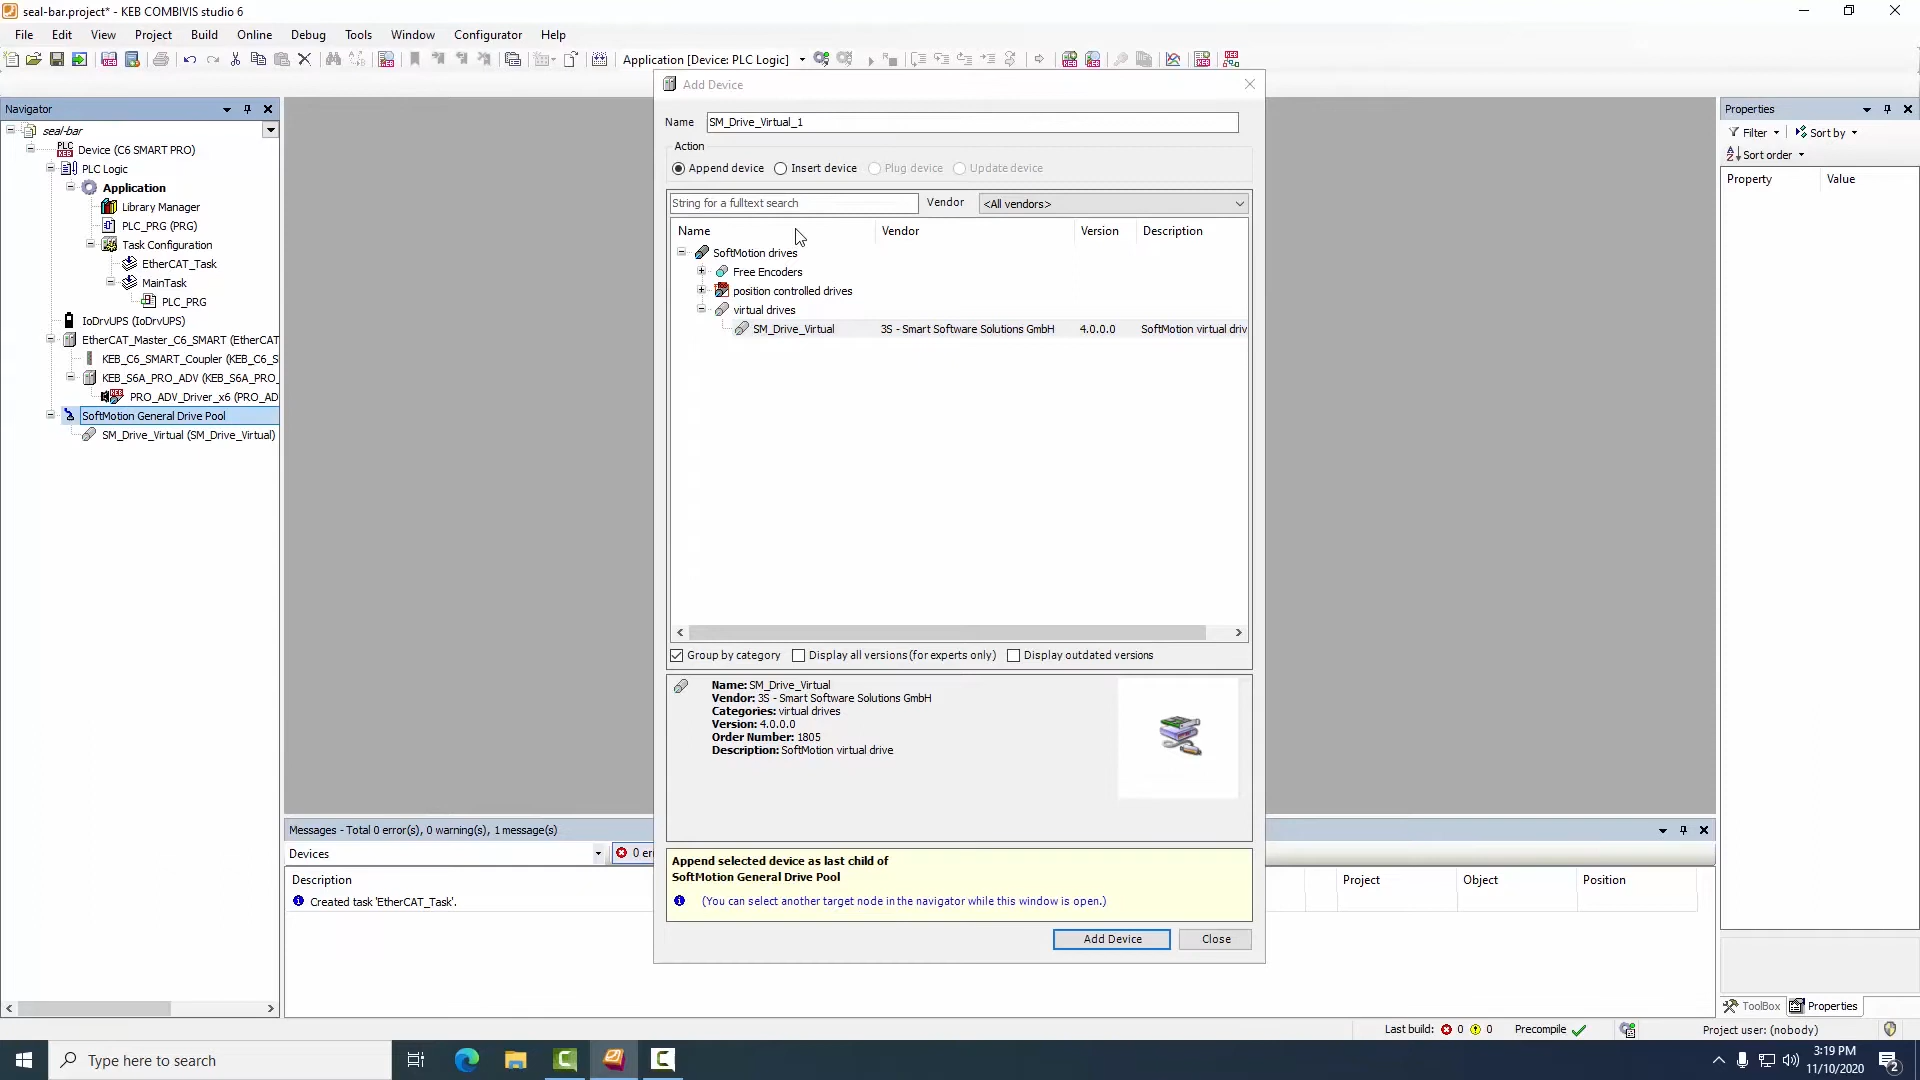 seal-bar.project* - KEB COMBIVIS studio 6
File Edit View Project Build Online Debug Tools Window Configurator Help
Application [Device: PLC Logic]
Navigator
seal-bar
Device (C6 SMART PRO)
PLC Logic
Application
Library Manager
PLC_PRG (PRG)
Task Configuration
EtherCAT_Task
MainTask
PLC_PRG
IoDrvUPS (IoDrvUPS)
EtherCAT_Master_C6_SMART (EtherCAT
KEB_C6_SMART_Coupler (KEB_C6_S
KEB_S6A_PRO_ADV (KEB_S6A_PRO_
PRO_ADV_Driver_x6 (PRO_AD
SoftMotion General Drive Pool
SM_Drive_Virtual (SM_Drive_Virtual)
Add Device
Name SM_Drive_Virtual_1
Action
Append device Insert device Plug device Update device
String for a fulltext search Vendor <All vendors>
Name Vendor Version Description
SoftMotion drives
Free Encoders
position controlled drives
virtual drives
SM_Drive_Virtual 3S - Smart Software Solutions GmbH 4.0.0.0 SoftMotion virtual driv
Group by category Display all versions (for experts only) Display outdated versions
Name: SM_Drive_Virtual
Vendor: 3S - Smart Software Solutions GmbH
Categories: virtual drives
Version: 4.0.0.0
Order Number: 1805
Description: SoftMotion virtual drive
Append selected device as last child of
SoftMotion General Drive Pool
(You can select another target node in the navigator while this window is open.)
Add Device Close
Properties
Filter Sort by
Sort order
Property Value
Messages - Total 0 error(s), 0 warning(s), 1 message(s)
Devices 0 er
Description Project Object Position
Created task 'EtherCAT_Task'.
ToolBox Properties
Last build: 0 0 Precompile Project user: (nobody)
Type here to search
3:19 PM
11/10/2020
2